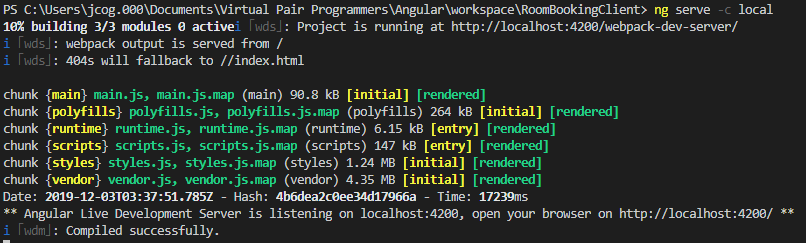 PS C:\Users\jcog.000\Documents\Virtual Pair Programmers\Angular\workspace\RoomBookingClient> ng serve -c local
10% building 3/3 modules 0 activei ｢wds｣: Project is running at http://localhost:4200/webpack-dev-server/
i ｢wds｣: webpack output is served from /
i ｢wds｣: 404s will fallback to //index.html
chunk {main} main.js, main.js.map (main) 90.8 kB [initial] [rendered]
chunk {polyfills} polyfills.js, polyfills.js.map (polyfills) 264 kB [initial] [rendered]
chunk {runtime} runtime.js, runtime.js.map (runtime) 6.15 kB [entry] [rendered]
chunk {scripts} scripts.js, scripts.js.map (scripts) 147 kB [entry] [rendered]
chunk {styles} styles.js, styles.js.map (styles) 1.24 MB [initial] [rendered]
chunk {vendor} vendor.js, vendor.js.map (vendor) 4.35 MB [initial] [rendered]
Date: 2019-12-03T03:37:51.785Z - Hash: 4b6dea2c0ee34d17966a - Time: 17239ms
** Angular Live Development Server is listening on localhost:4200, open your browser on http://localhost:4200/ **
i ｢wdm｣: Compiled successfully.